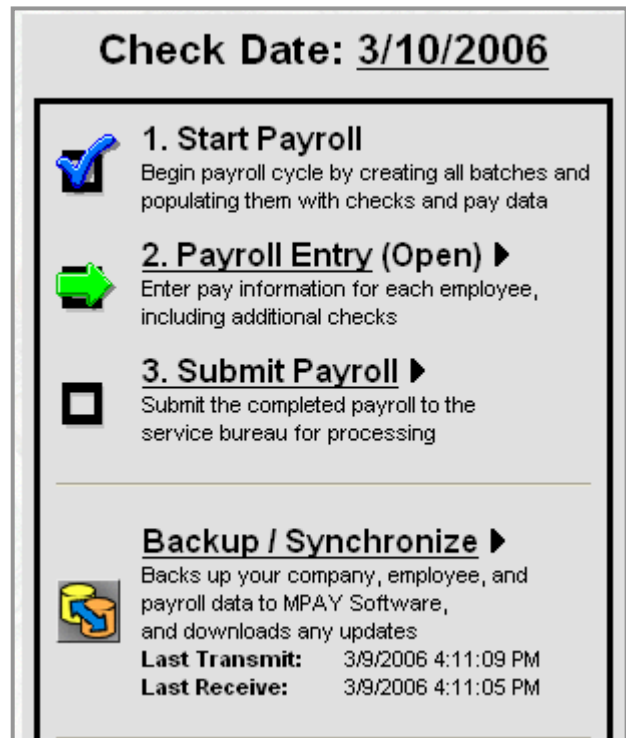 Check Date: 3/10/2006
1. Start Payroll
Begin payroll cycle by creating all batches and
populating them with checks and pay data
2. Payroll Entry (Open)
Enter pay information for each employee,
including additional checks
3. Submit Payroll
Submit the completed payroll to the
service bureau for processing
Backup / Synchronize
Backs up your company, employee, and
payroll data to MPAY Software,
and downloads any updates
Last Transmit: 3/9/2006 4:11:09 PM
Last Receive: 3/9/2006 4:11:05 PM